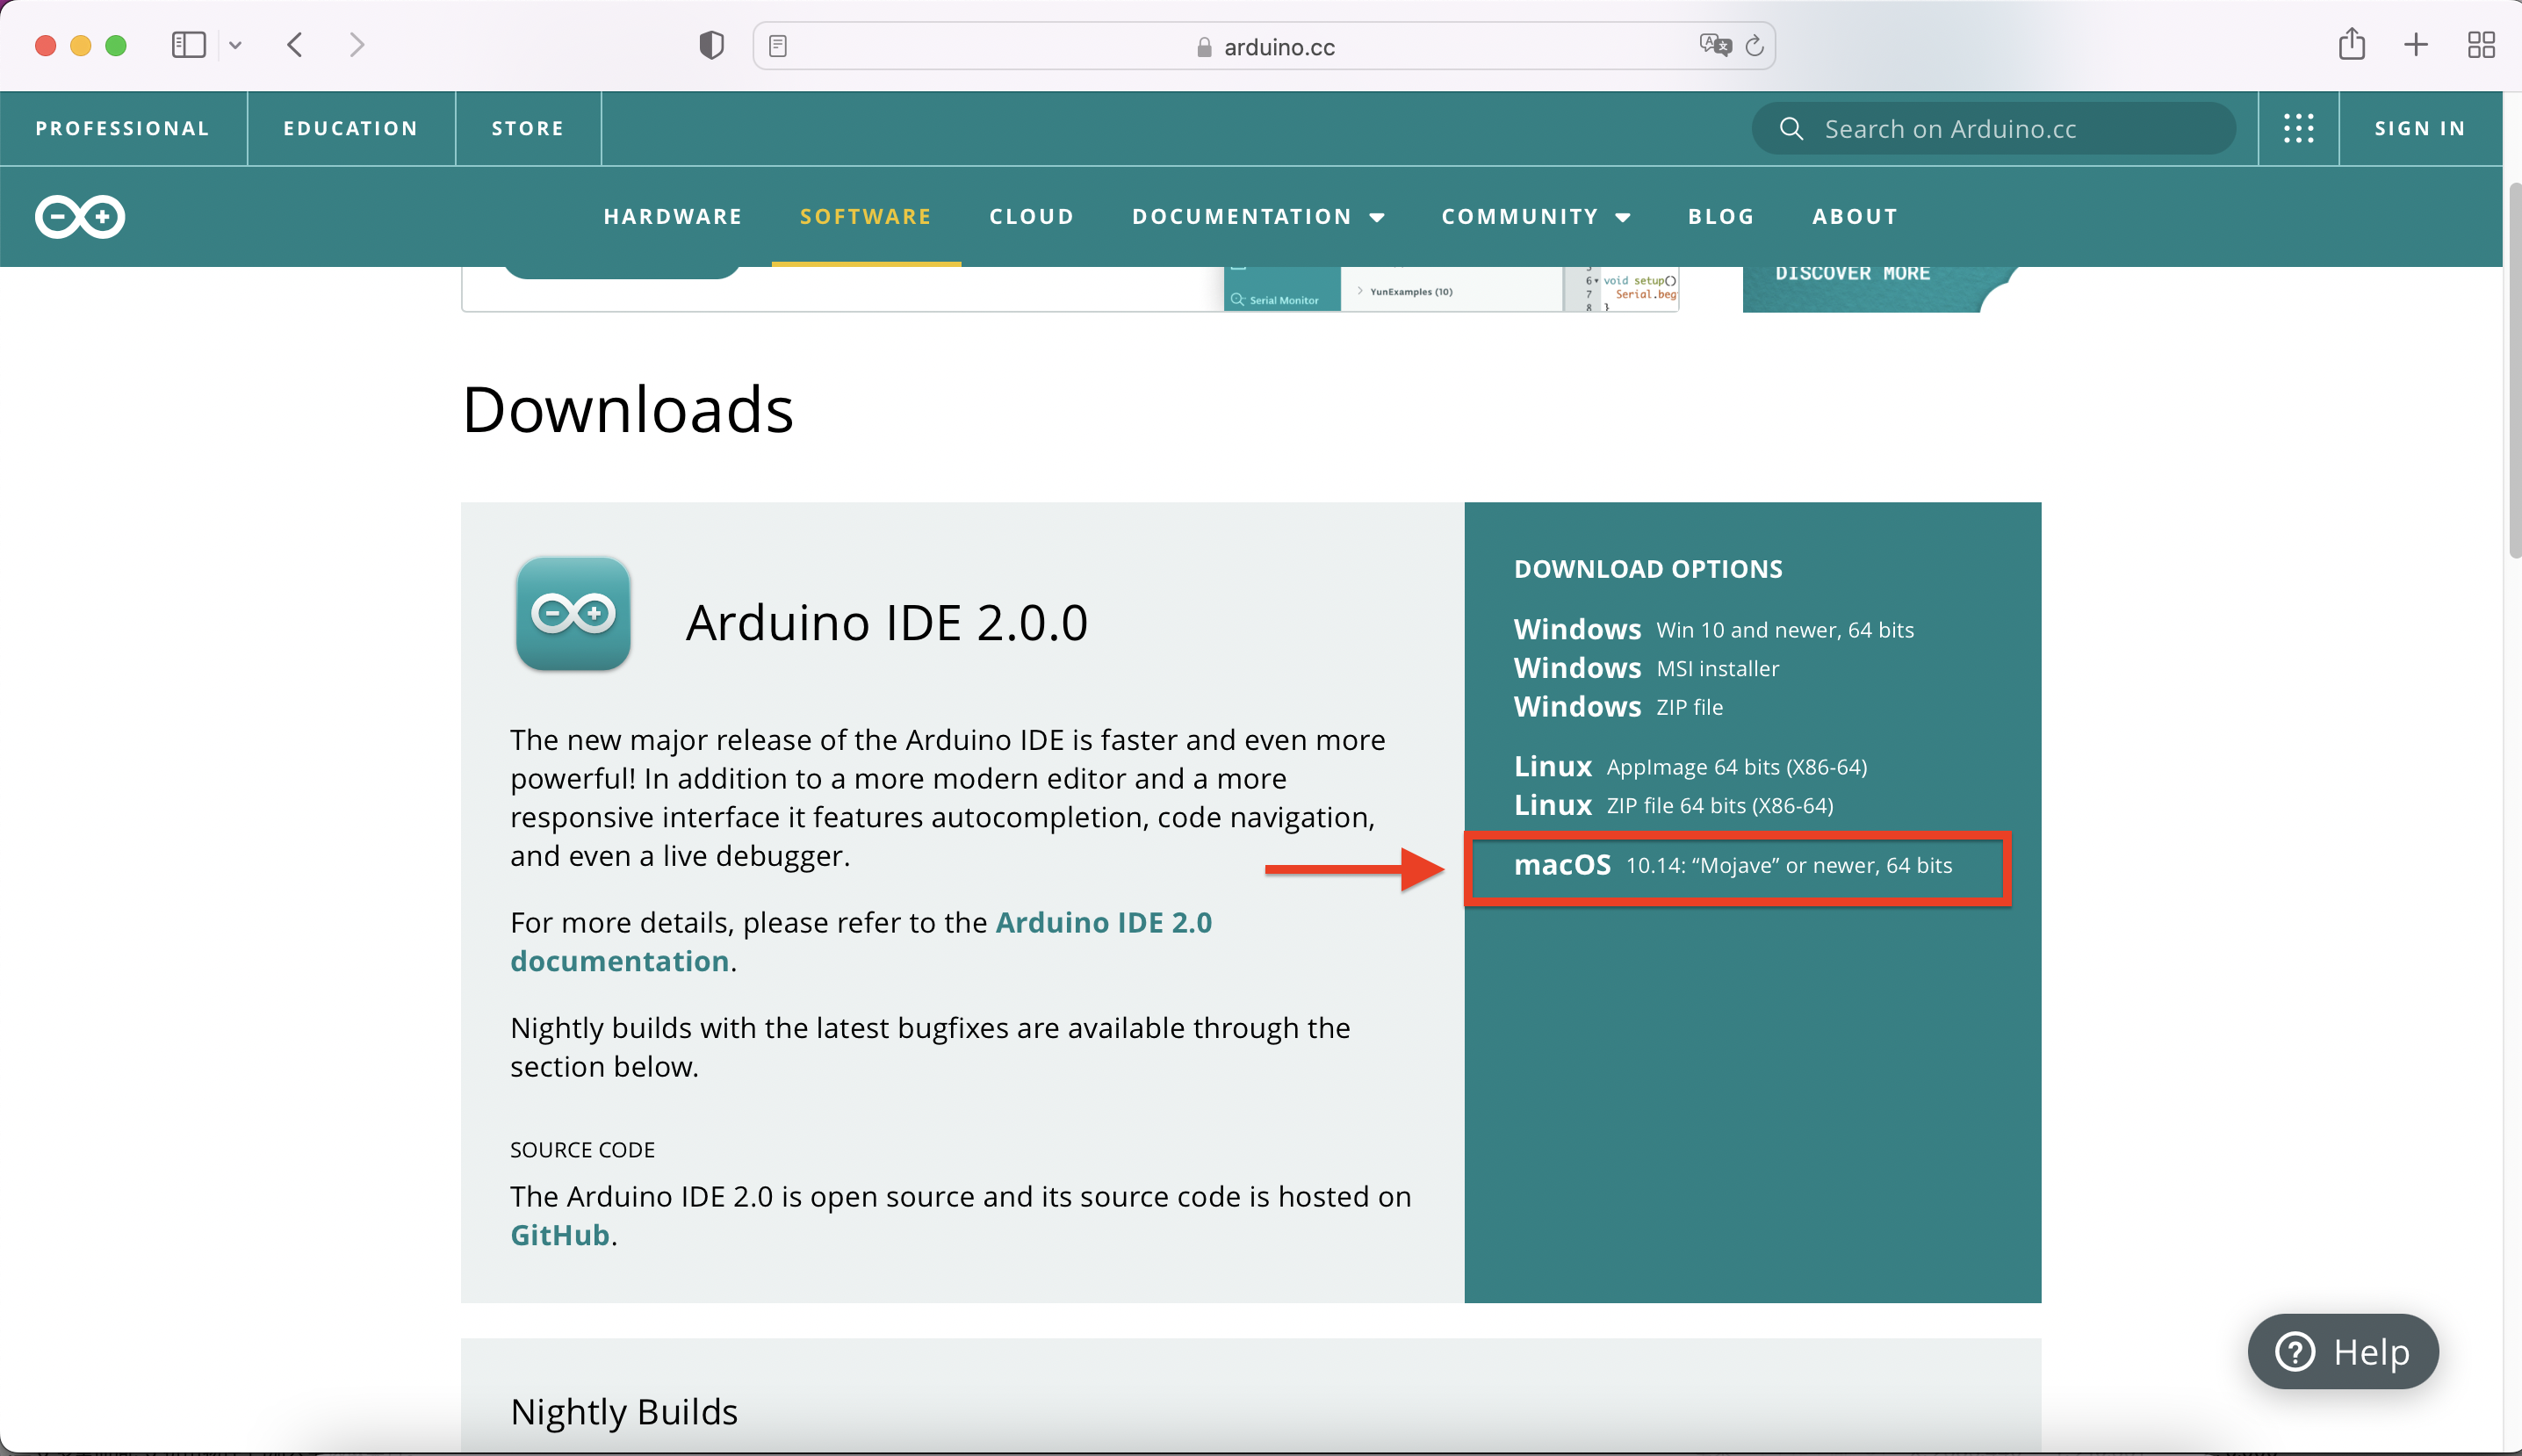 arduino.cc
PROFESSIONAL
EDUCATION
STORE
Search on Arduino.cc
SIGN IN
HARDWARE
SOFTWARE
CLOUD
DOCUMENTATION
COMMUNITY
BLOG
ABOUT
Serial Monitor
YunExamples (10)
6 void setup()
7 Serial.beg
8 }
DISCOVER MORE
Downloads
Arduino IDE 2.0.0
The new major release of the Arduino IDE is faster and even more
powerful! In addition to a more modern editor and a more
responsive interface it features autocompletion, code navigation,
and even a live debugger.
For more details, please refer to the Arduino IDE 2.0
documentation.
Nightly builds with the latest bugfixes are available through the
section below.
SOURCE CODE
The Arduino IDE 2.0 is open source and its source code is hosted on
GitHub.
DOWNLOAD OPTIONS
Windows Win 10 and newer, 64 bits
Windows MSI installer
Windows ZIP file
Linux AppImage 64 bits (X86-64)
Linux ZIP file 64 bits (X86-64)
macOS 10.14: “Mojave” or newer, 64 bits
Nightly Builds
Help